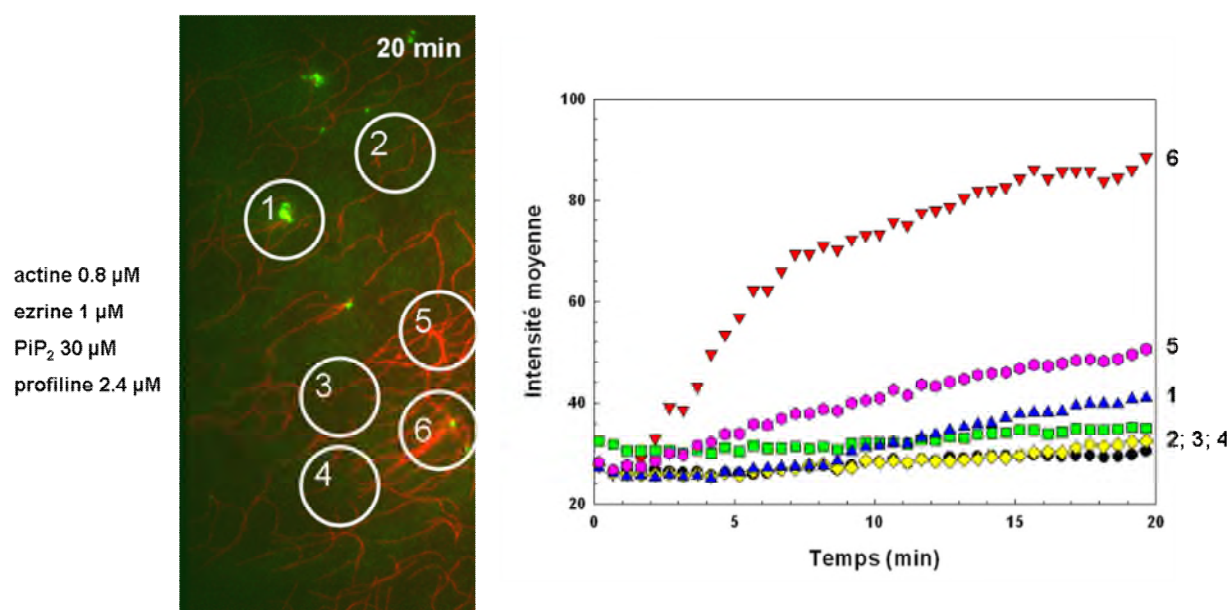 actine 0.8 µM
ezrine 1 µM
PiP₂ 30 µM
profiline 2.4 µM
20 min
1
2
3
4
5
6
Intensité moyenne
100
80
60
40
20
0
5
10
15
20
Temps (min)
6
5
1
2; 3; 4